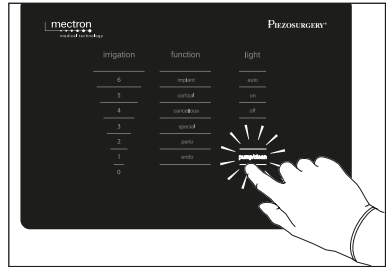 mectron
medical technology
PIEZOSURGERY®
irrigation function light
6 implant auto
5 cortical on
4 cancellous off
3 special
2 perio
1 endo pump/clean
0